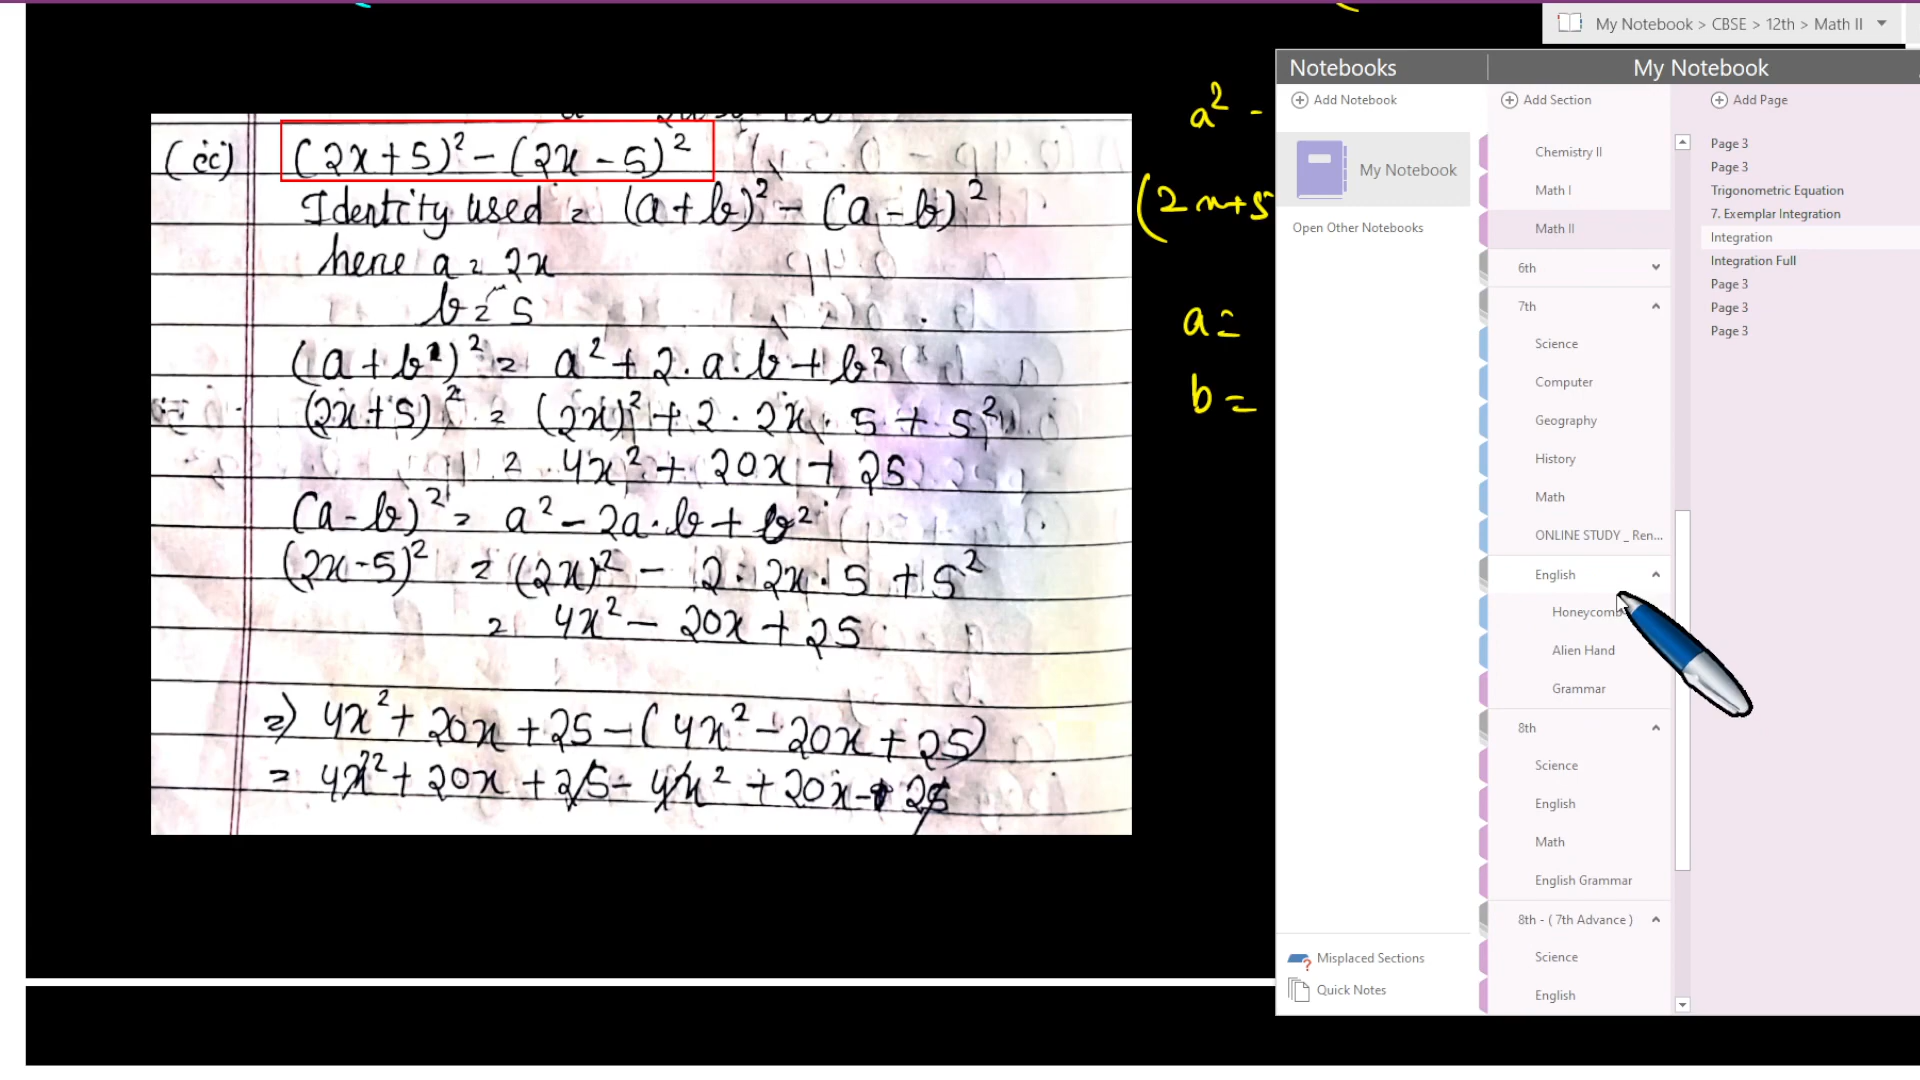 My Notebook > CBSE > 12th > Math II
Notebooks
My Notebook
Add Notebook
Add Section
Add Page
My Notebook
Open Other Notebooks
Misplaced Sections
Quick Notes
Chemistry II
Math I
Math II
6th
7th
Science
Computer
Geography
History
Math
ONLINE STUDY _ Ren...
English
Honeycomb
Alien Hand
Grammar
8th
Science
English
Math
English Grammar
8th - ( 7th Advance )
Science
English
Page 3
Page 3
Trigonometric Equation
7. Exemplar Integration
Integration
Integration Full
Page 3
Page 3
Page 3
(ii) (2x+5)² - (2x-5)²
Identity used = (a+b)² - (a-b)²
here a = 2x
b = 5
(a+b)² = a² + 2.a.b + b²
(2x+5)² = (2x)² + 2 . 2x . 5 + 5²
= 4x² + 20x + 25
(a-b)² = a² - 2a.b + b²
(2x-5)² = (2x)² - 2 . 2x . 5 + 5²
= 4x² - 20x + 25
=) 4x² + 20x + 25 - (4x² - 20x + 25)
= 4x² + 20x + 25 - 4x² + 20x - 25
a² -
(2x+5
a =
b =